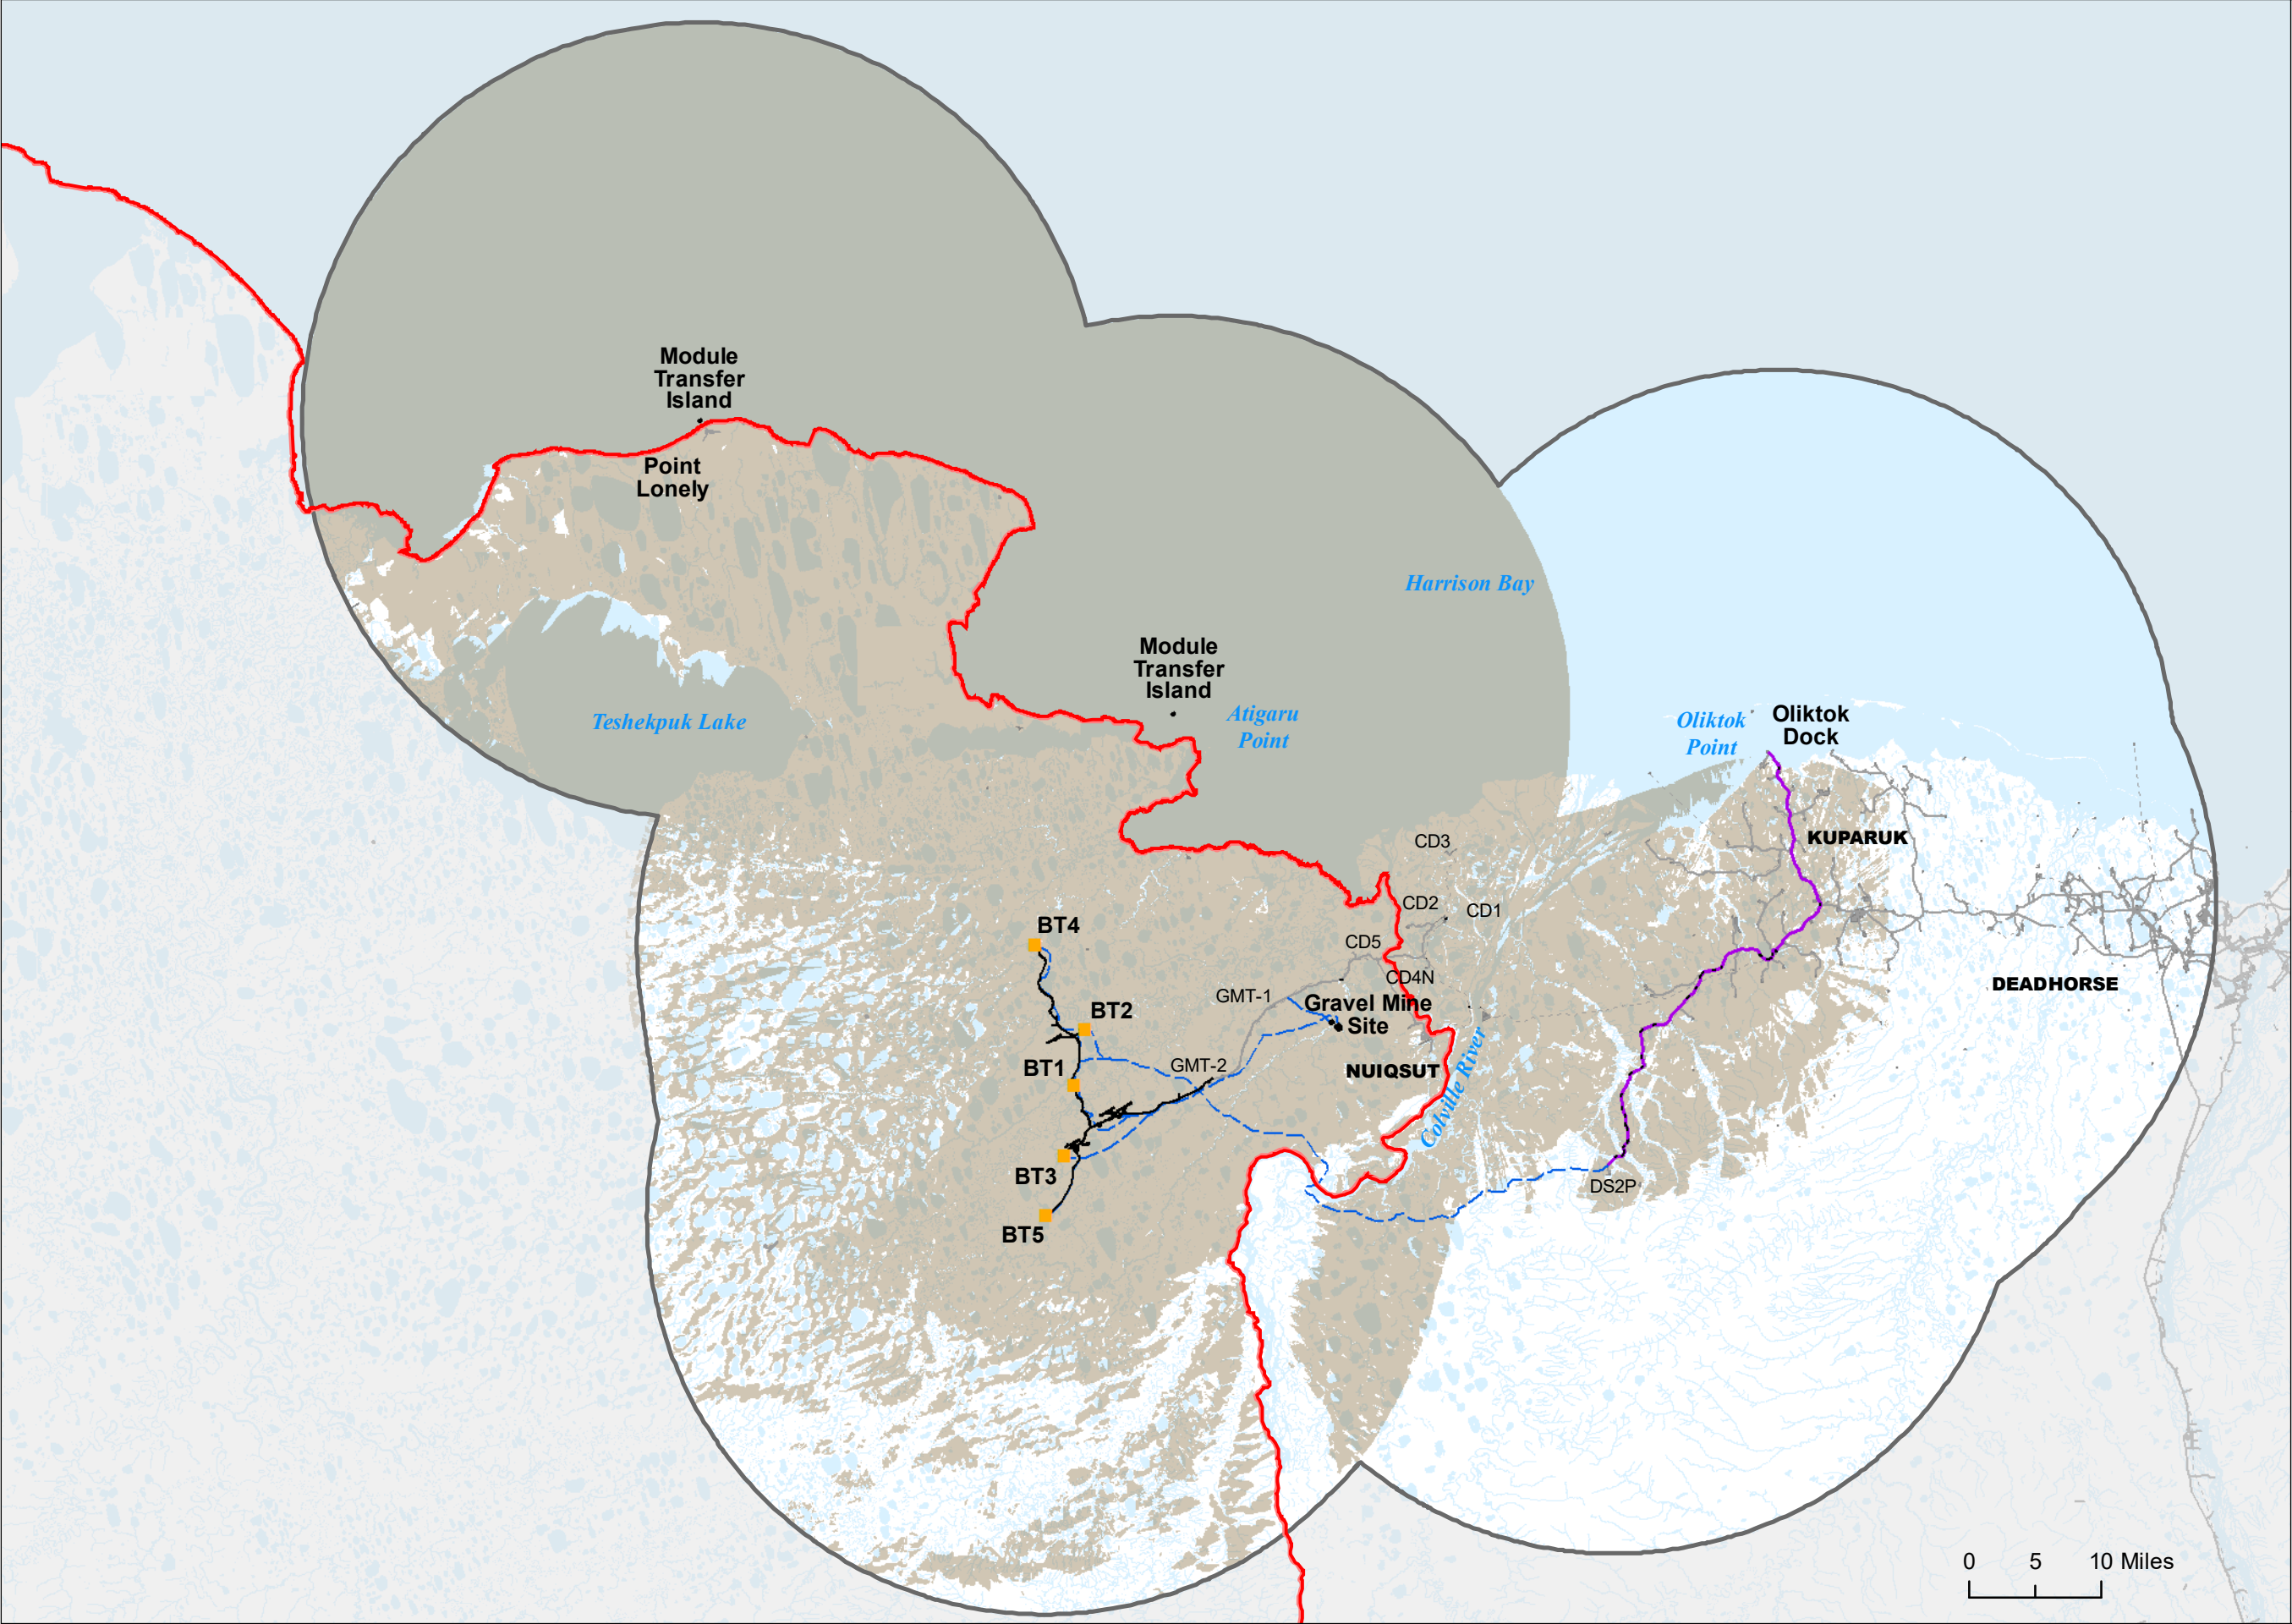 Module
Transfer
Island
Point
Lonely
Harrison Bay
Module
Transfer
Island
Teshekpuk Lake
Atigaru
Point
Oliktok
Point
Oliktok
Dock
KUPARUK
CD3
CD2
CD1
BT4
CD5
CD4N
DEADHORSE
GMT-1
Gravel Mine
Site
BT2
BT1
GMT-2
NUIQSUT
Colville River
BT3
DS2P
BT5
0 5 10 Miles